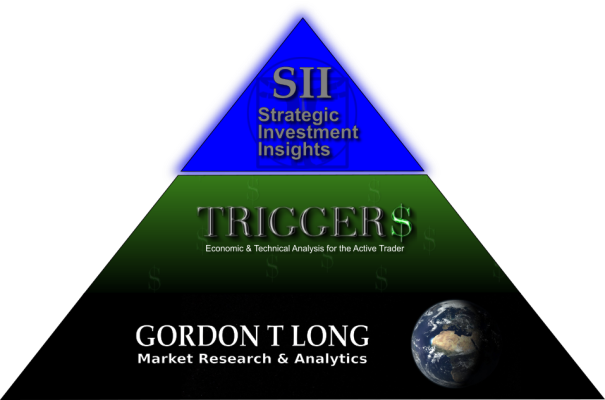 SII
Strategic
Investment
Insights
TRIGGER$
Economic & Technical Analysis for the Active Trader
GORDON T LONG
Market Research & Analytics